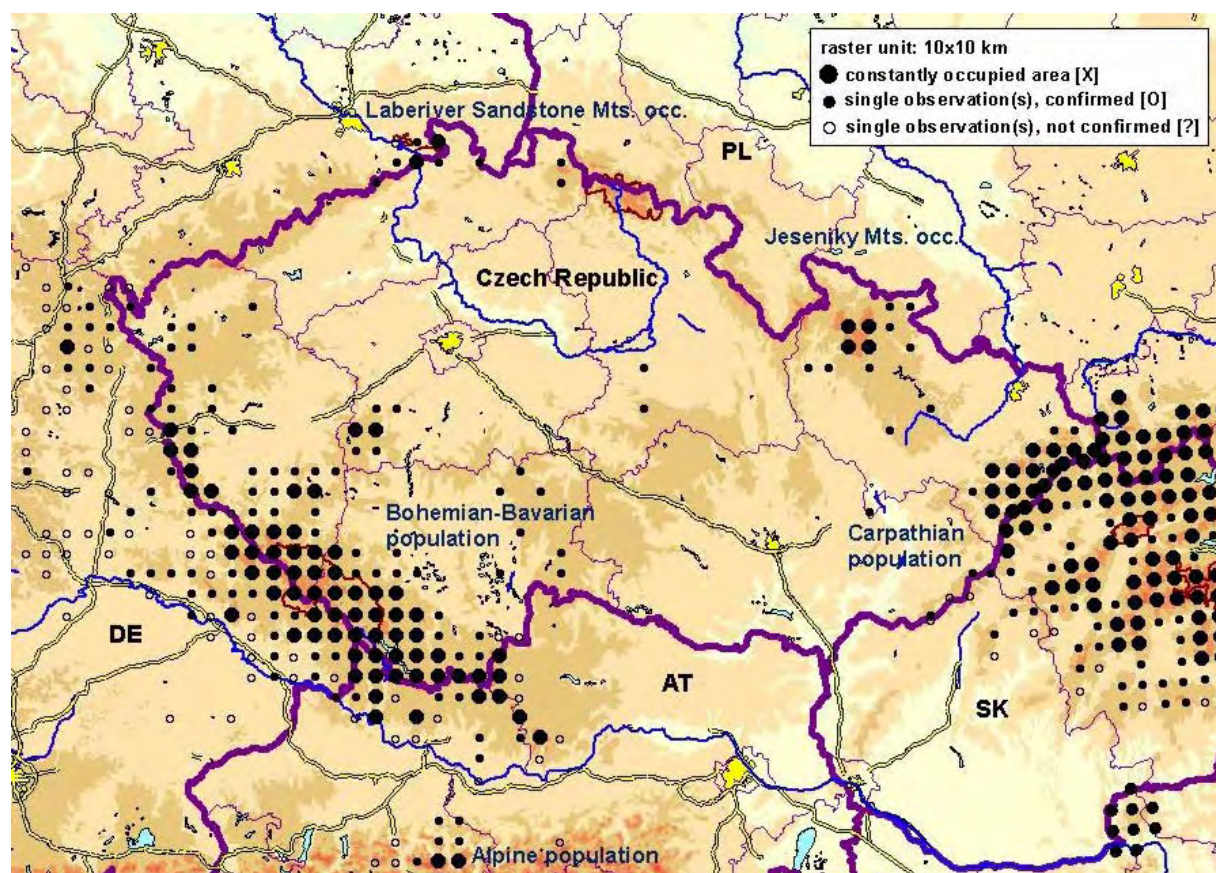 raster unit: 10x10 km
constantly occupied area [X]
single observation(s), confirmed [O]
single observation(s), not confirmed [?]
Laberiver Sandstone Mts. occ.
PL
Jeseniky Mts. occ.
Czech Republic
Bohemian-Bavarian
population
Carpathian
population
DE
AT
SK
Alpine population